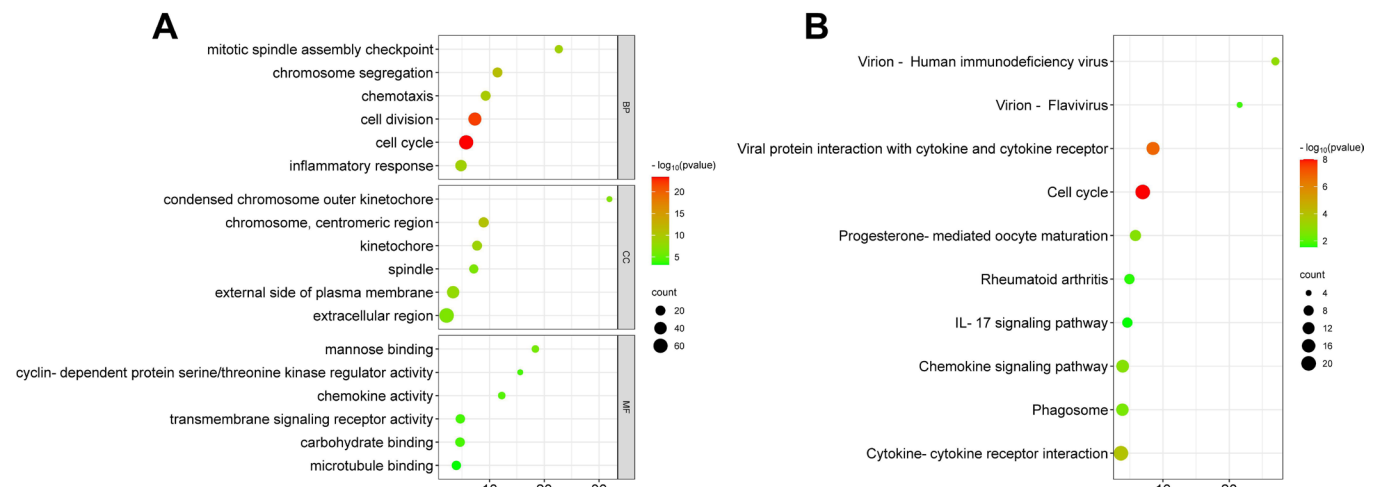 A
mitotic spindle assembly checkpoint
chromosome segregation
chemotaxis
cell division
cell cycle
inflammatory response
BP
condensed chromosome outer kinetochore
chromosome, centromeric region
kinetochore
spindle
external side of plasma membrane
extracellular region
CC
mannose binding
cyclin- dependent protein serine/threonine kinase regulator activity
chemokine activity
transmembrane signaling receptor activity
carbohydrate binding
microtubule binding
MF
- log10(pvalue)
20
15
10
5
count
20
40
60
B
Virion - Human immunodeficiency virus
Virion - Flavivirus
Viral protein interaction with cytokine and cytokine receptor
Cell cycle
Progesterone- mediated oocyte maturation
Rheumatoid arthritis
IL- 17 signaling pathway
Chemokine signaling pathway
Phagosome
Cytokine- cytokine receptor interaction
- log10(pvalue)
8
6
4
2
count
4
8
12
16
20